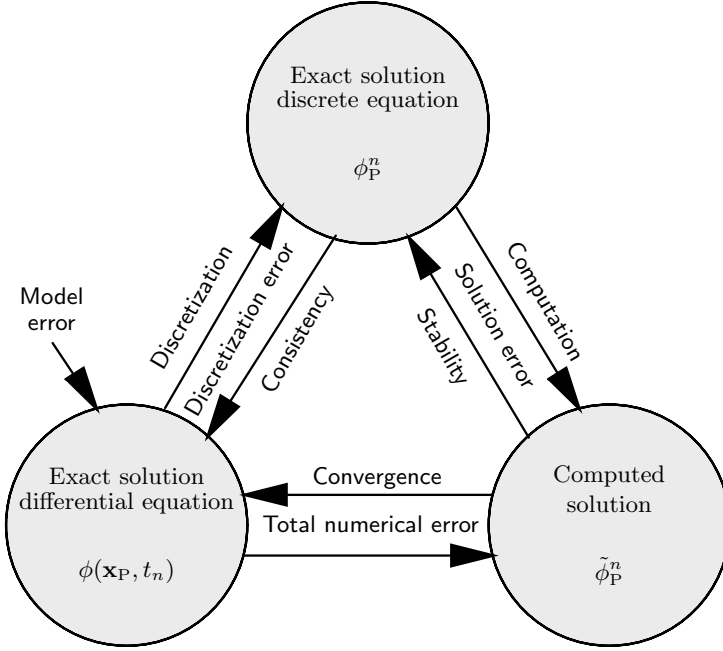 Exact solution
discrete equation
ϕ_P^n
Discretization
Discretization error
Consistency
Computation
Solution error
Stability
Model
error
Exact solution
differential equation
ϕ(x_P, t_n)
Convergence
Total numerical error
Computed
solution
ϕ̃_P^n